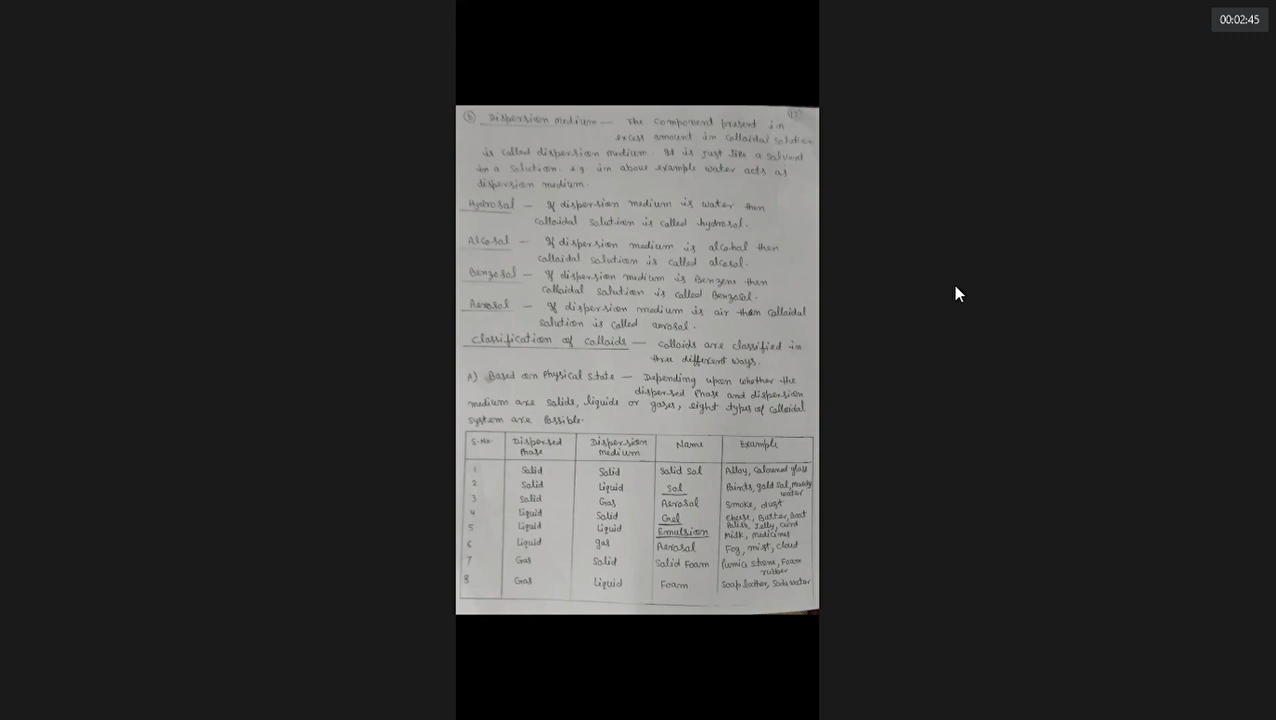 00:02:45
⑥ Dispersion medium — The component present in
excess amount in colloidal solution
is called dispersion medium. It is just like a solvent
in a solution. e.g in above example water acts as
dispersion medium.
Hydrosol — If dispersion medium is water then
colloidal solution is called hydrosol.
Alcosol — If dispersion medium is alcohal then
colloidal solution is called alcosol.
Benzosol — If dispersion medium is Benzene then
colloidal solution is called Benzosol.
Aerosol — If dispersion medium is air then colloidal
solution is called aerosol.
Classification of colloids — colloids are classified in
three different ways.
A) Based on Physical State — Depending upon whether the
dispersed Phase and dispersion
medium are solids, liquids or gases, eight types of colloidal
system are Possible.
S.No. Dispersed Phase Dispersion medium Name Example
1 Solid Solid Solid Sol Alloy, Coloured glass
2 Solid Liquid Sol Paints, gold sol, Muddy water
3 Solid Gas Aerosol Smoke, dust
4 Liquid Solid Gel Cheese, Butter, Boot Polish, Jelly, curd
5 Liquid Liquid Emulsion Milk, medicines
6 Liquid gas Aerosol Fog, mist, cloud
7 Gas Solid Solid Foam Pumice stone, Foam rubber
8 Gas Liquid Foam Soap leather, Soda water